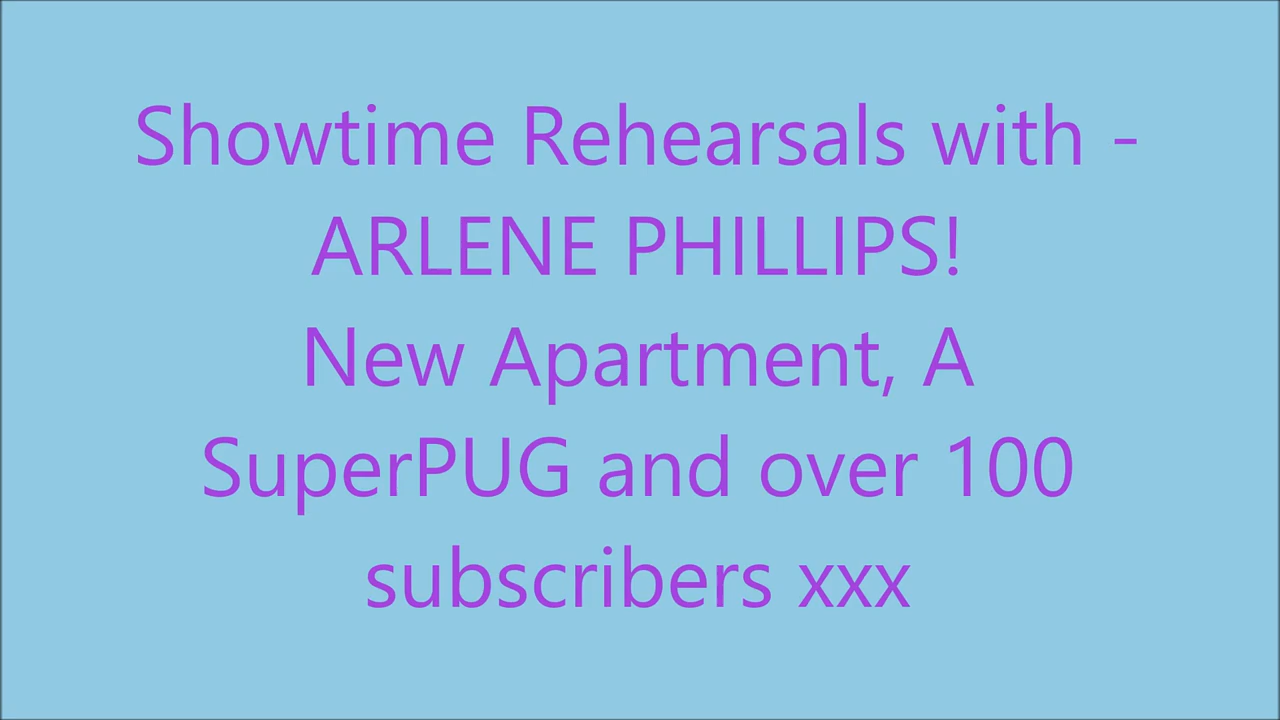 Showtime Rehearsals with -
ARLENE PHILLIPS!
New Apartment, A
SuperPUG and over 100
subscribers xxx